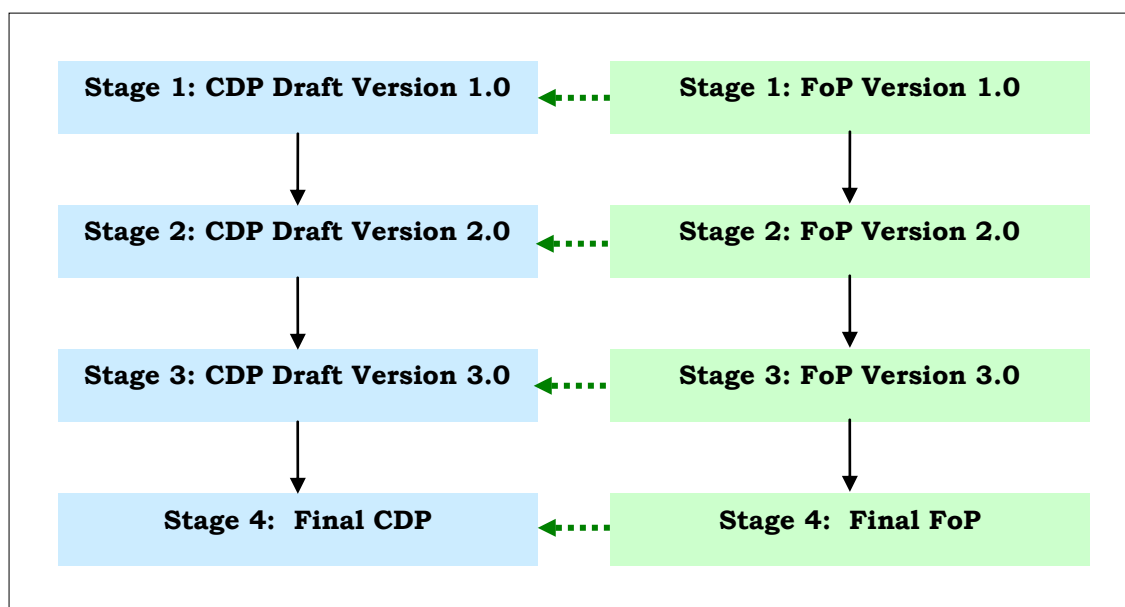 Stage 1: CDP Draft Version 1.0
Stage 1: FoP Version 1.0
Stage 2: CDP Draft Version 2.0
Stage 2: FoP Version 2.0
Stage 3: CDP Draft Version 3.0
Stage 3: FoP Version 3.0
Stage 4:  Final CDP
Stage 4:  Final FoP